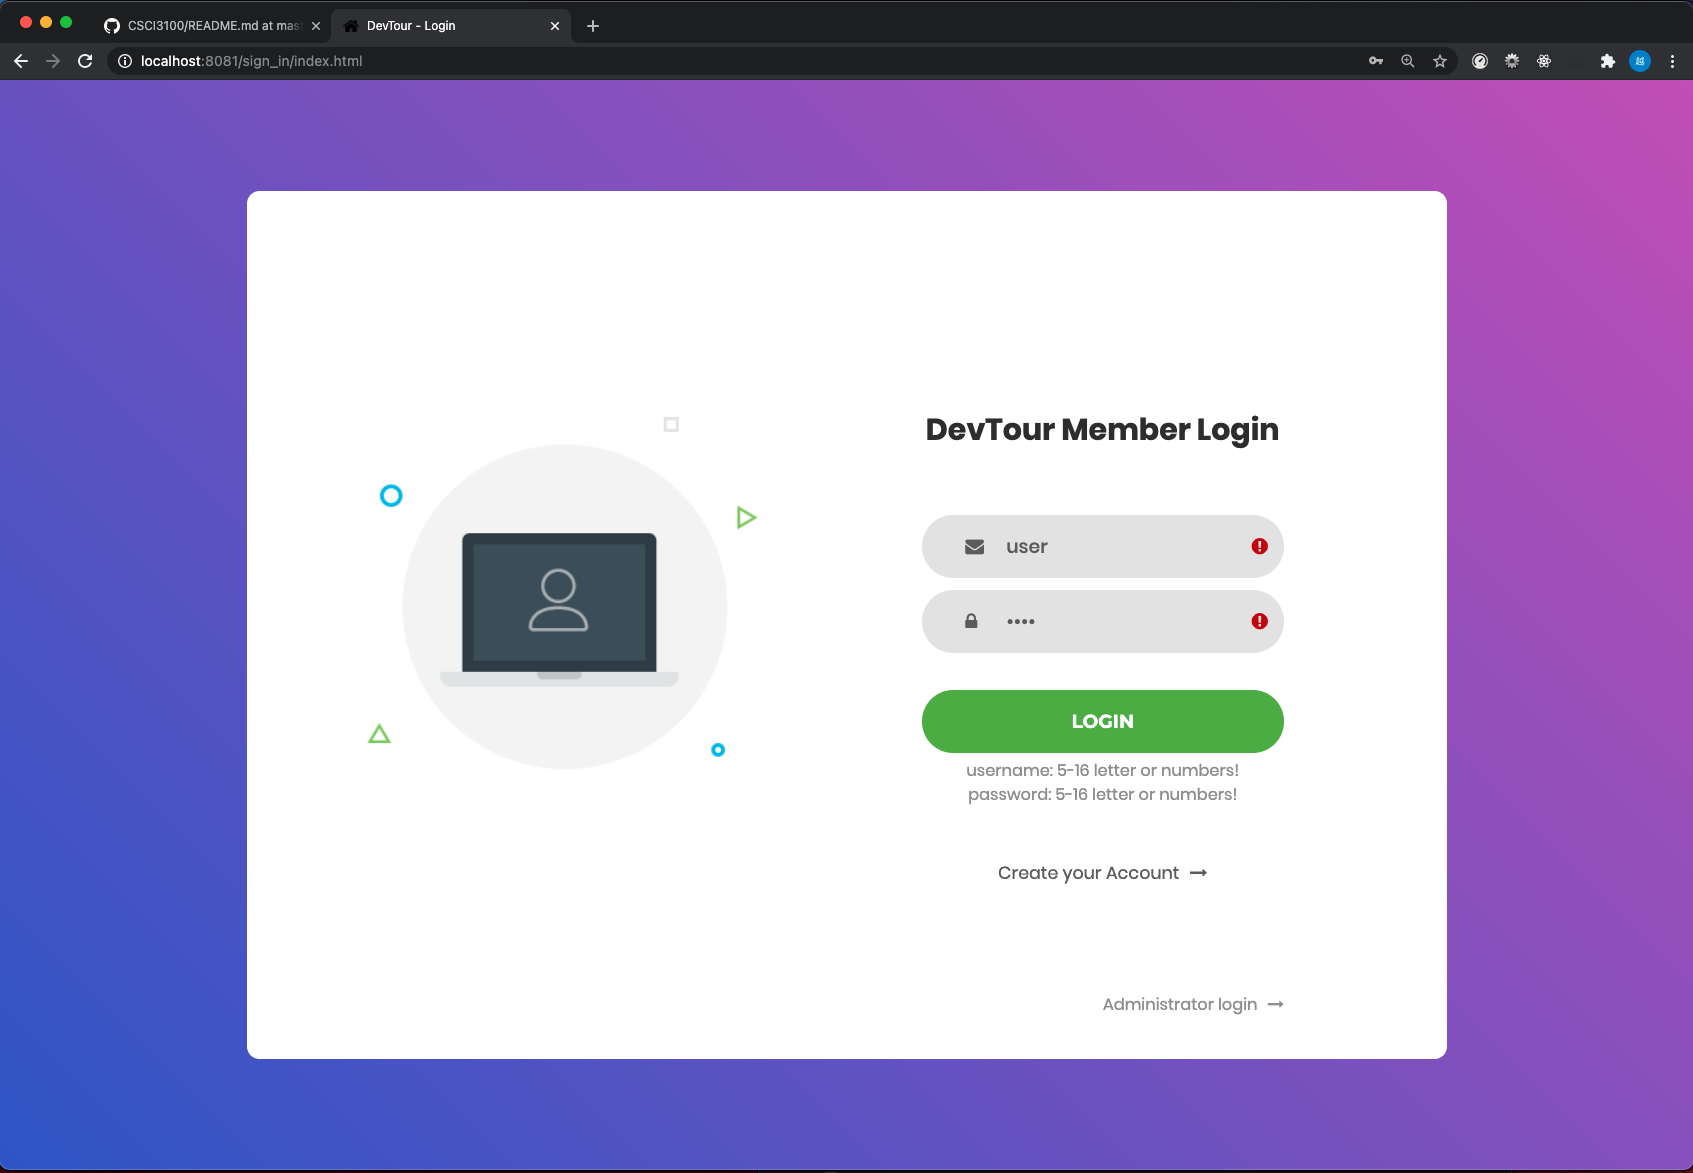 CSCI3100/README.md at mas
DevTour - Login
localhost:8081/sign_in/index.html
DevTour Member Login
user
••••
LOGIN
username: 5-16 letter or numbers!
password: 5-16 letter or numbers!
Create your Account
Administrator login